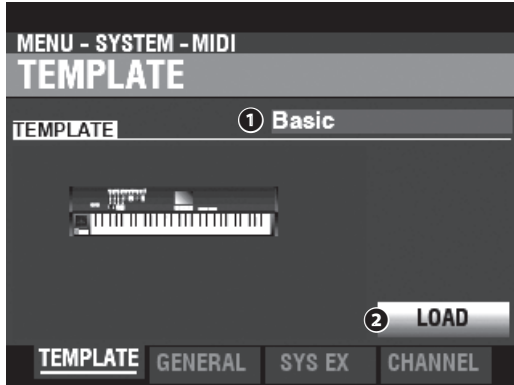 MENU - SYSTEM - MIDI
TEMPLATE
TEMPLATE ① Basic
② LOAD
TEMPLATE GENERAL SYS EX CHANNEL